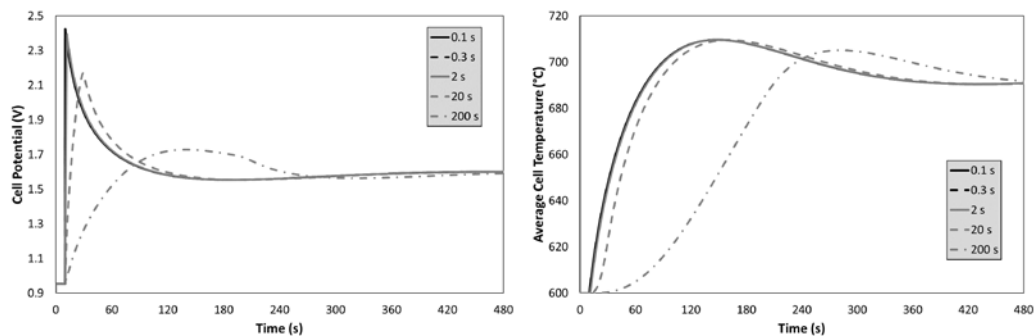 2.5
2.3
2.1
1.9
1.7
1.5
1.3
1.1
0.9
Cell Potential (V)
0.1 s
0.3 s
2 s
20 s
200 s
0 60 120 180 240 300 360 420 480
Time (s)
700
680
660
640
620
600
Average Cell Temperature (°C)
0.1 s
0.3 s
2 s
20 s
200 s
0 60 120 180 240 300 360 420 480
Time (s)